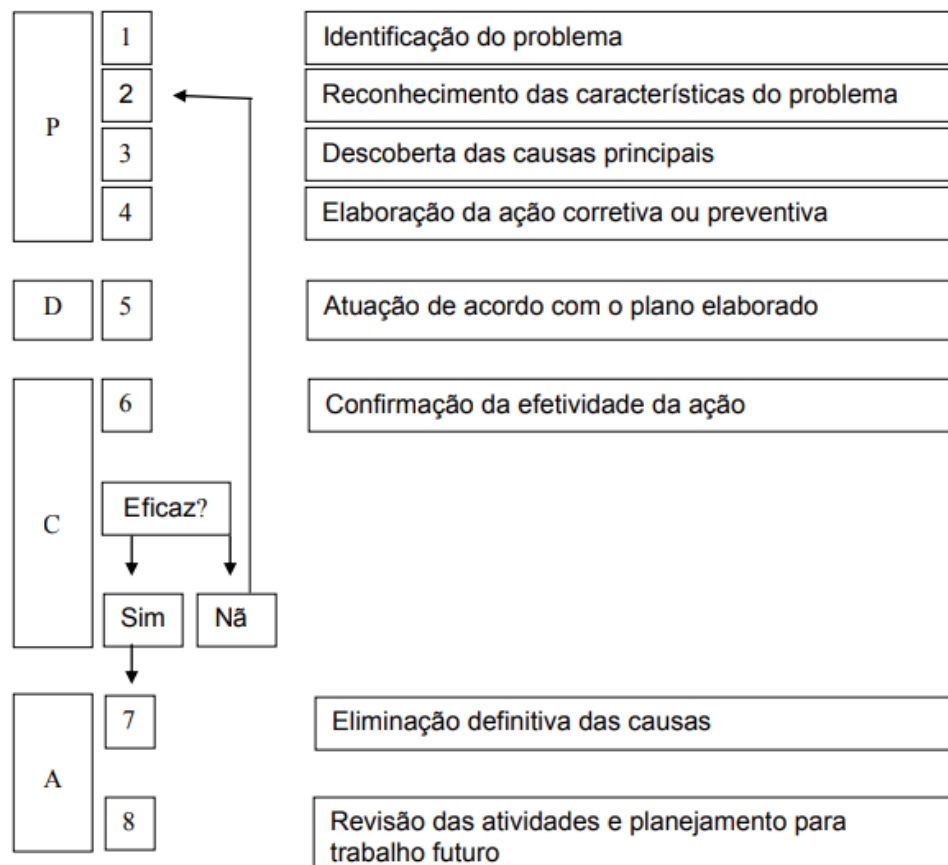 P
1 Identificação do problema
2 Reconhecimento das características do problema
3 Descoberta das causas principais
4 Elaboração da ação corretiva ou preventiva
D 5 Atuação de acordo com o plano elaborado
C
6 Confirmação da efetividade da ação
Eficaz?
Sim Nã
A
7 Eliminação definitiva das causas
8 Revisão das atividades e planejamento para
trabalho futuro